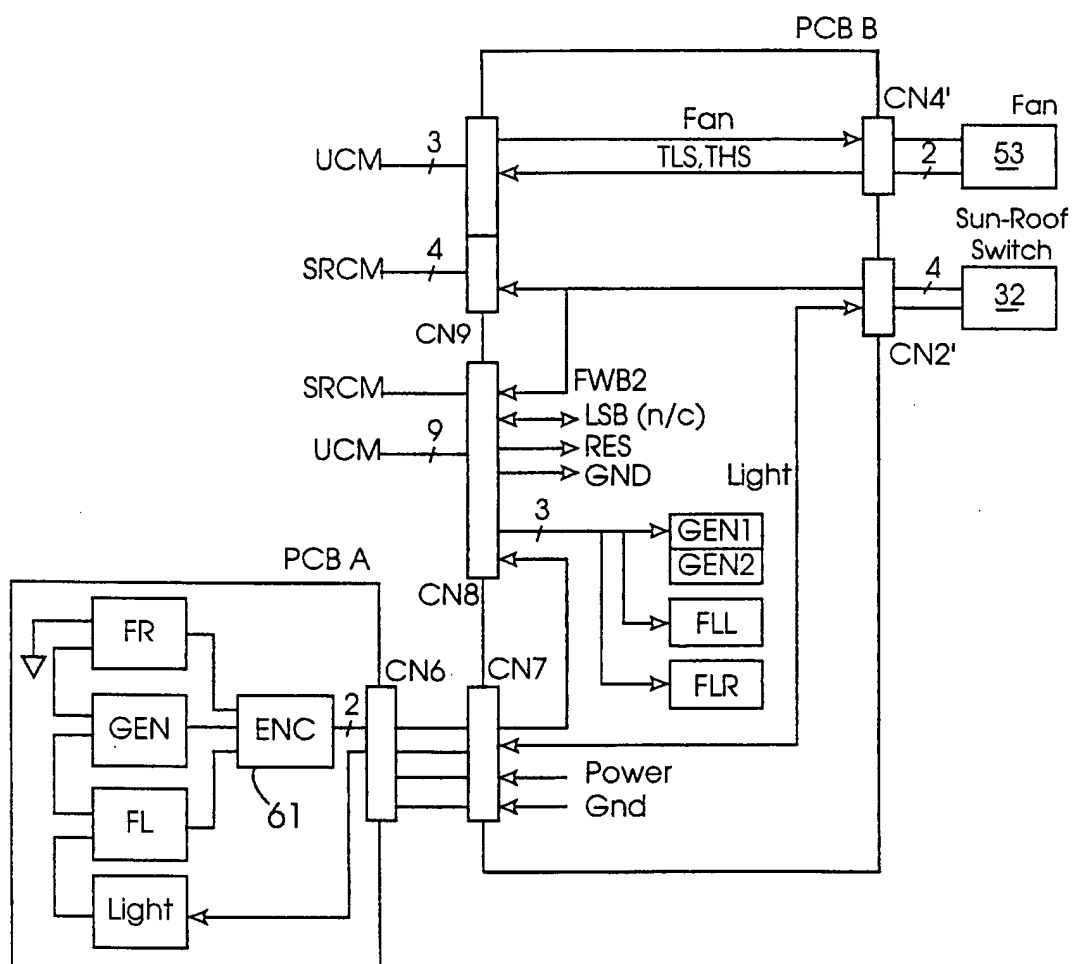 PCB B
CN4'
Fan
Fan
UCM 3
TLS,THS
2
53
Sun-Roof
Switch
SRCM 4
4
32
CN9
CN2'
SRCM
FWB2
LSB (n/c)
UCM 9
RES
GND
Light
3
GEN1
GEN2
PCB A
CN8
FLL
FR
CN6
CN7
FLR
GEN
ENC
2
Power
61
Gnd
FL
Light